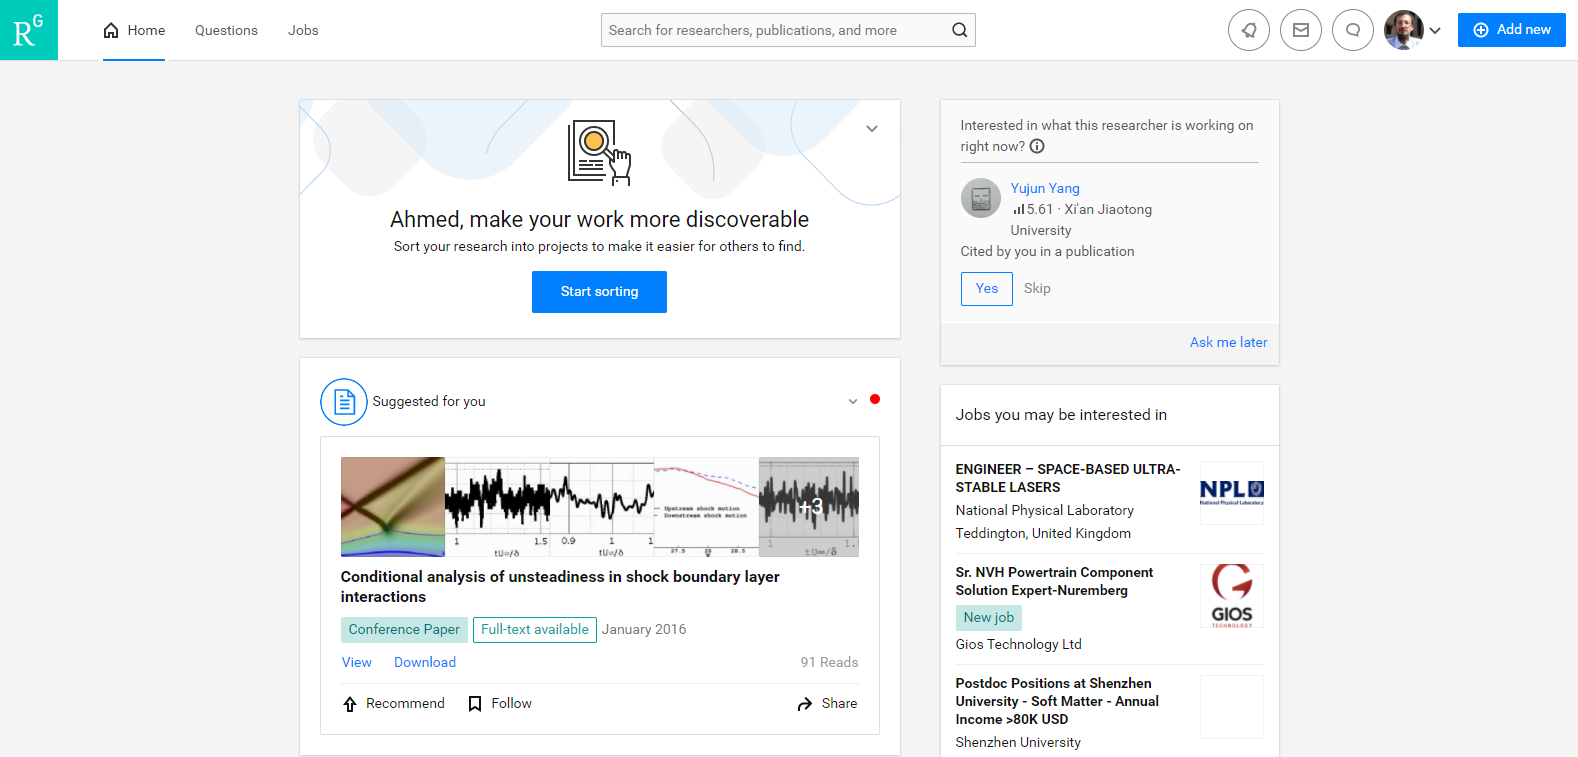 RG
Home
Questions
Jobs
Search for researchers, publications, and more
Add new
Ahmed, make your work more discoverable
Sort your research into projects to make it easier for others to find.
Start sorting
Suggested for you
+3
1
1.5
tU∞/δ
0.9
1
1
tU∞/δ
Upstream shock motion
Downstream shock motion
27.5
28.5
1
1.
tU∞/δ
Conditional analysis of unsteadiness in shock boundary layer
interactions
Conference Paper
Full-text available
January 2016
View
Download
91 Reads
Recommend
Follow
Share
Interested in what this researcher is working on
right now?
Yujun Yang
5.61 · Xi'an Jiaotong
University
Cited by you in a publication
Yes
Skip
Ask me later
Jobs you may be interested in
ENGINEER – SPACE-BASED ULTRA-
STABLE LASERS
National Physical Laboratory
Teddington, United Kingdom
NPL
National Physical Laboratory
Sr. NVH Powertrain Component
Solution Expert-Nuremberg
New job
Gios Technology Ltd
GIOS
TECHNOLOGY
Postdoc Positions at Shenzhen
University - Soft Matter - Annual
Income >80K USD
Shenzhen University